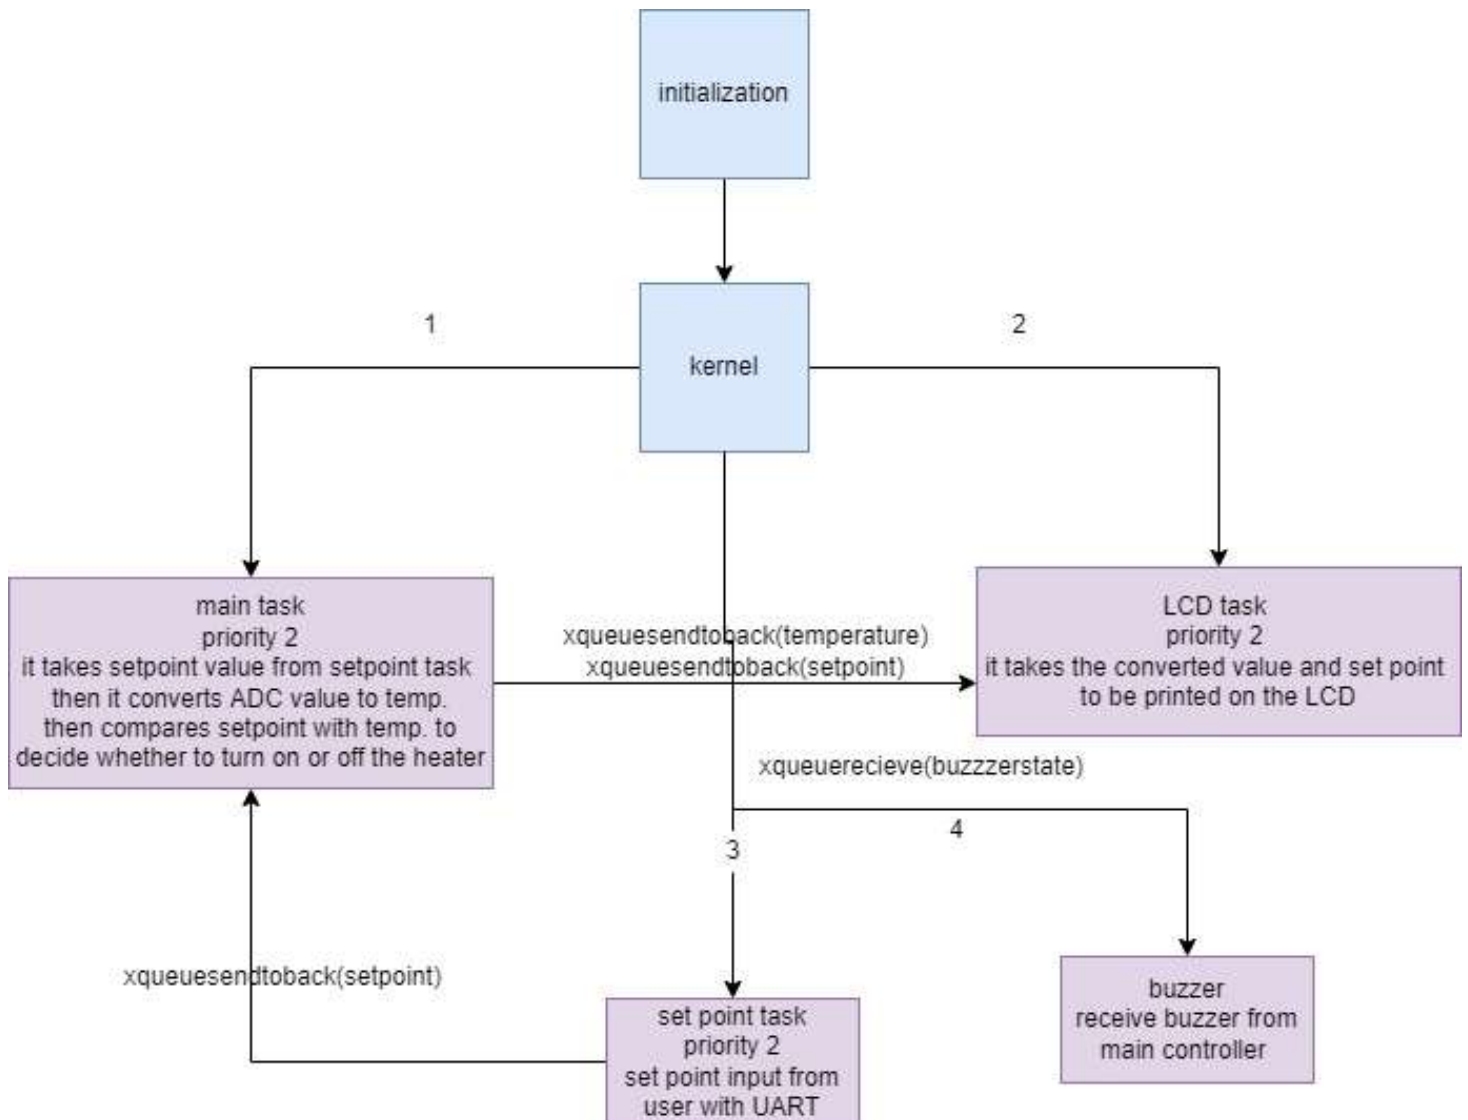 initialization
1
2
kernel
main task
priority 2
it takes setpoint value from setpoint task
then it converts ADC value to temp.
then compares setpoint with temp. to
decide whether to turn on or off the heater
xqueuesendtoback(temperature)
xqueuesendtoback(setpoint)
LCD task
priority 2
it takes the converted value and set point
to be printed on the LCD
xqueuerecieve(buzzzerstate)
4
3
xqueuesendtoback(setpoint)
set point task
priority 2
set point input from
user with UART
buzzer
receive buzzer from
main controller